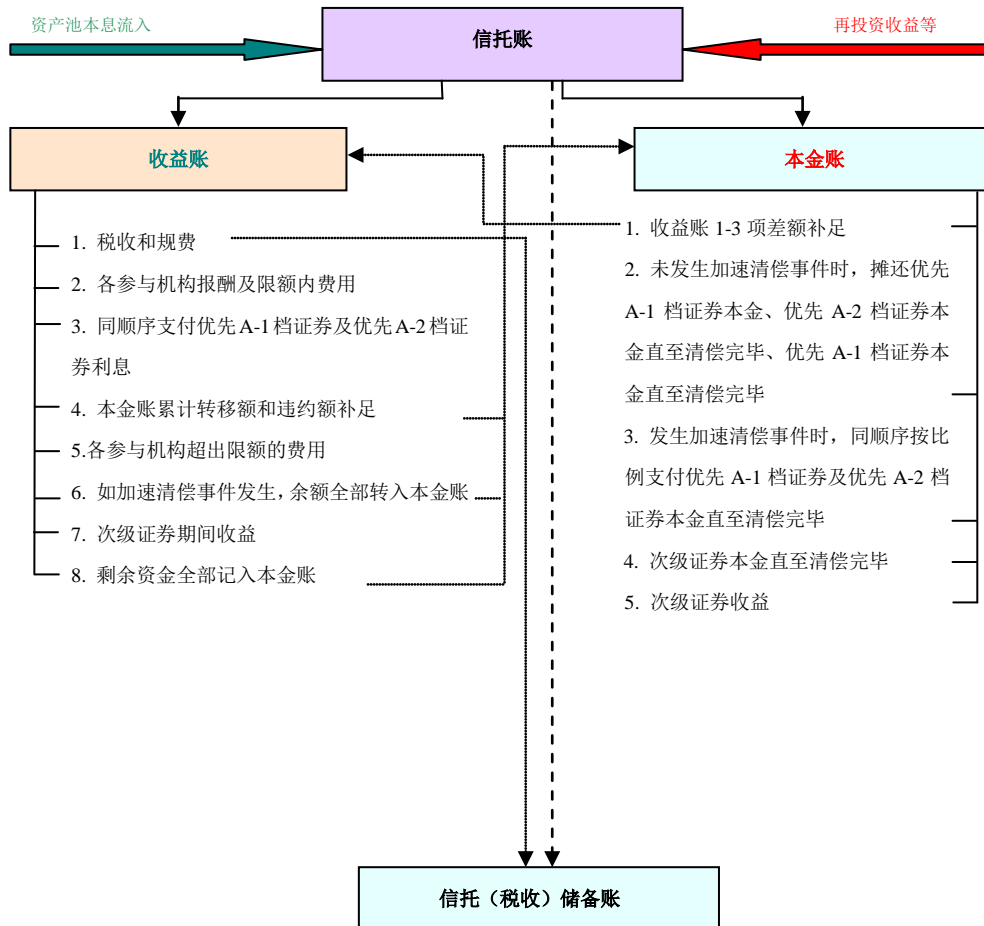 资产池本息流入
信托账
再投资收益等
收益账
本金账
1. 税收和规费
2. 各参与机构报酬及限额内费用
3. 同顺序支付优先A-1档证券及优先A-2档证
券利息
4. 本金账累计转移额和违约额补足
5.各参与机构超出限额的费用
6. 如加速清偿事件发生，余额全部转入本金账
7. 次级证券期间收益
8. 剩余资金全部记入本金账
1. 收益账 1-3 项差额补足
2. 未发生加速清偿事件时，摊还优先
A-1 档证券本金、优先 A-2 档证券本
金直至清偿完毕、优先 A-1 档证券本
金直至清偿完毕
3. 发生加速清偿事件时，同顺序按比
例支付优先 A-1 档证券及优先 A-2 档
证券本金直至清偿完毕
4. 次级证券本金直至清偿完毕
5. 次级证券收益
信托（税收）储备账